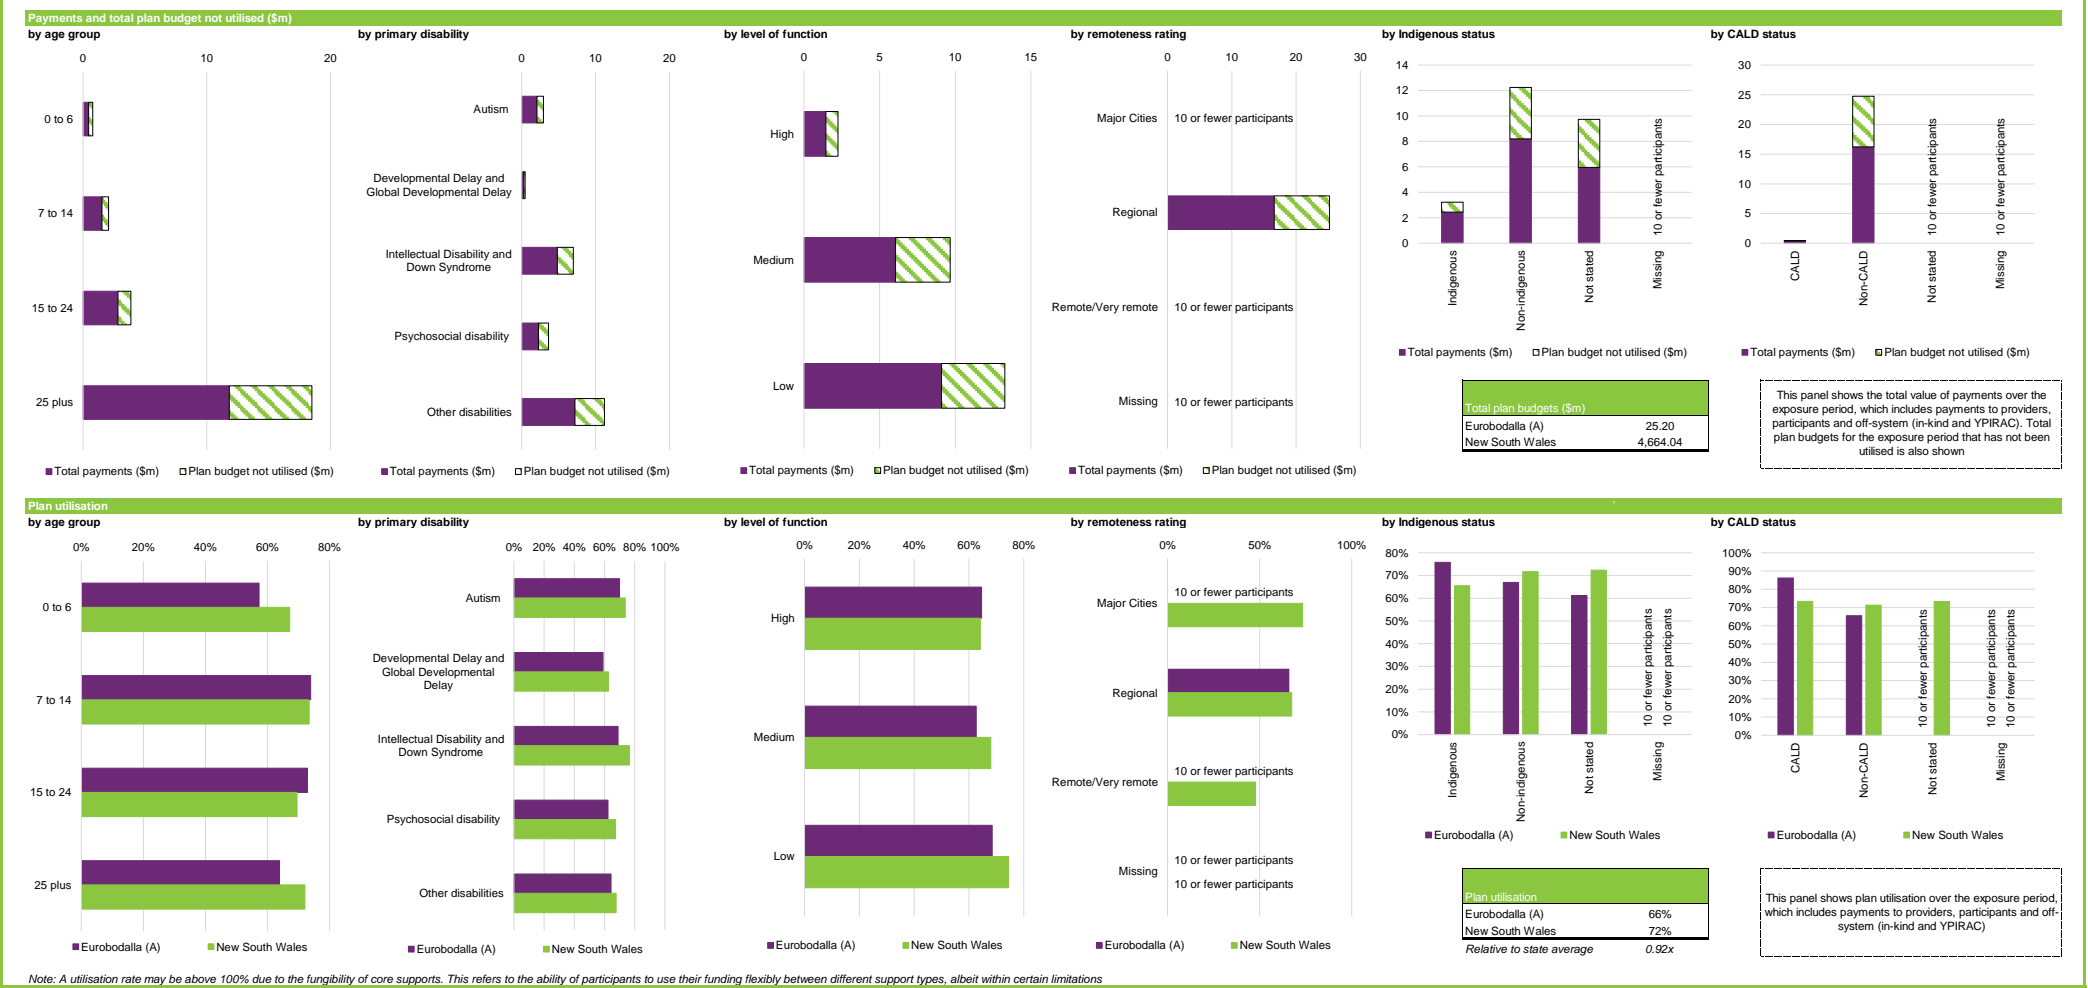 Payments and total plan budget not utilised ($m)
by age group
0 10 20
0 to 6
7 to 14
15 to 24
25 plus
Total payments ($m) Plan budget not utilised ($m)
by primary disability
0 10 20
Autism
Developmental Delay and
Global Developmental Delay
Intellectual Disability and
Down Syndrome
Psychosocial disability
Other disabilities
Total payments ($m) Plan budget not utilised ($m)
by level of function
0 5 10 15
High
Medium
Low
Total payments ($m) Plan budget not utilised ($m)
by remoteness rating
0 10 20 30
Major Cities 10 or fewer participants
Regional
Remote/Very remote 10 or fewer participants
Missing 10 or fewer participants
Total payments ($m) Plan budget not utilised ($m)
by Indigenous status
14
12
10
8
6
4
2
0
10 or fewer participants
Indigenous
Non-indigenous
Not stated
Missing
Total payments ($m) Plan budget not utilised ($m)
by CALD status
30
25
20
15
10
5
0
10 or fewer participants
10 or fewer participants
CALD
Non-CALD
Not stated
Missing
Total payments ($m) Plan budget not utilised ($m)
Total plan budgets ($m)
Eurobodalla (A) 25.20
New South Wales 4,664.04
This panel shows the total value of payments over the
exposure period, which includes payments to providers,
participants and off-system (in-kind and YPIRAC). Total
plan budgets for the exposure period that has not been
utilised is also shown
Plan utilisation
by age group
0% 20% 40% 60% 80%
0 to 6
7 to 14
15 to 24
25 plus
Eurobodalla (A) New South Wales
by primary disability
0% 20% 40% 60% 80% 100%
Autism
Developmental Delay and
Global Developmental
Delay
Intellectual Disability and
Down Syndrome
Psychosocial disability
Other disabilities
Eurobodalla (A) New South Wales
by level of function
0% 20% 40% 60% 80%
High
Medium
Low
Eurobodalla (A) New South Wales
by remoteness rating
0% 50% 100%
10 or fewer participants
Major Cities
Regional
10 or fewer participants
Remote/Very remote
10 or fewer participants
Missing
10 or fewer participants
Eurobodalla (A) New South Wales
by Indigenous status
80%
70%
60%
50%
40%
30%
20%
10%
0%
10 or fewer participants
10 or fewer participants
Indigenous
Non-indigenous
Not stated
Missing
Eurobodalla (A) New South Wales
by CALD status
100%
90%
80%
70%
60%
50%
40%
30%
20%
10%
0%
10 or fewer participants
10 or fewer participants
10 or fewer participants
CALD
Non-CALD
Not stated
Missing
Eurobodalla (A) New South Wales
Plan utilisation
Eurobodalla (A) 66%
New South Wales 72%
Relative to state average 0.92x
This panel shows plan utilisation over the exposure period,
which includes payments to providers, participants and off-
system (in-kind and YPIRAC)
Note: A utilisation rate may be above 100% due to the fungibility of core supports. This refers to the ability of participants to use their funding flexibly between different support types, albeit within certain limitations